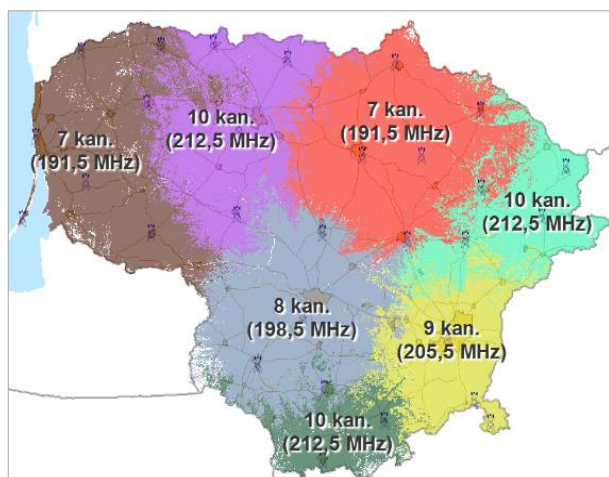 10 kan.
(212,5 MHz)
7 kan.
(191,5 MHz)
7 kan.
(191,5 MHz)
10 kan.
(212,5 MHz)
8 kan.
(198,5 MHz)
9 kan.
(205,5 MHz)
10 kan.
(212,5 MHz)